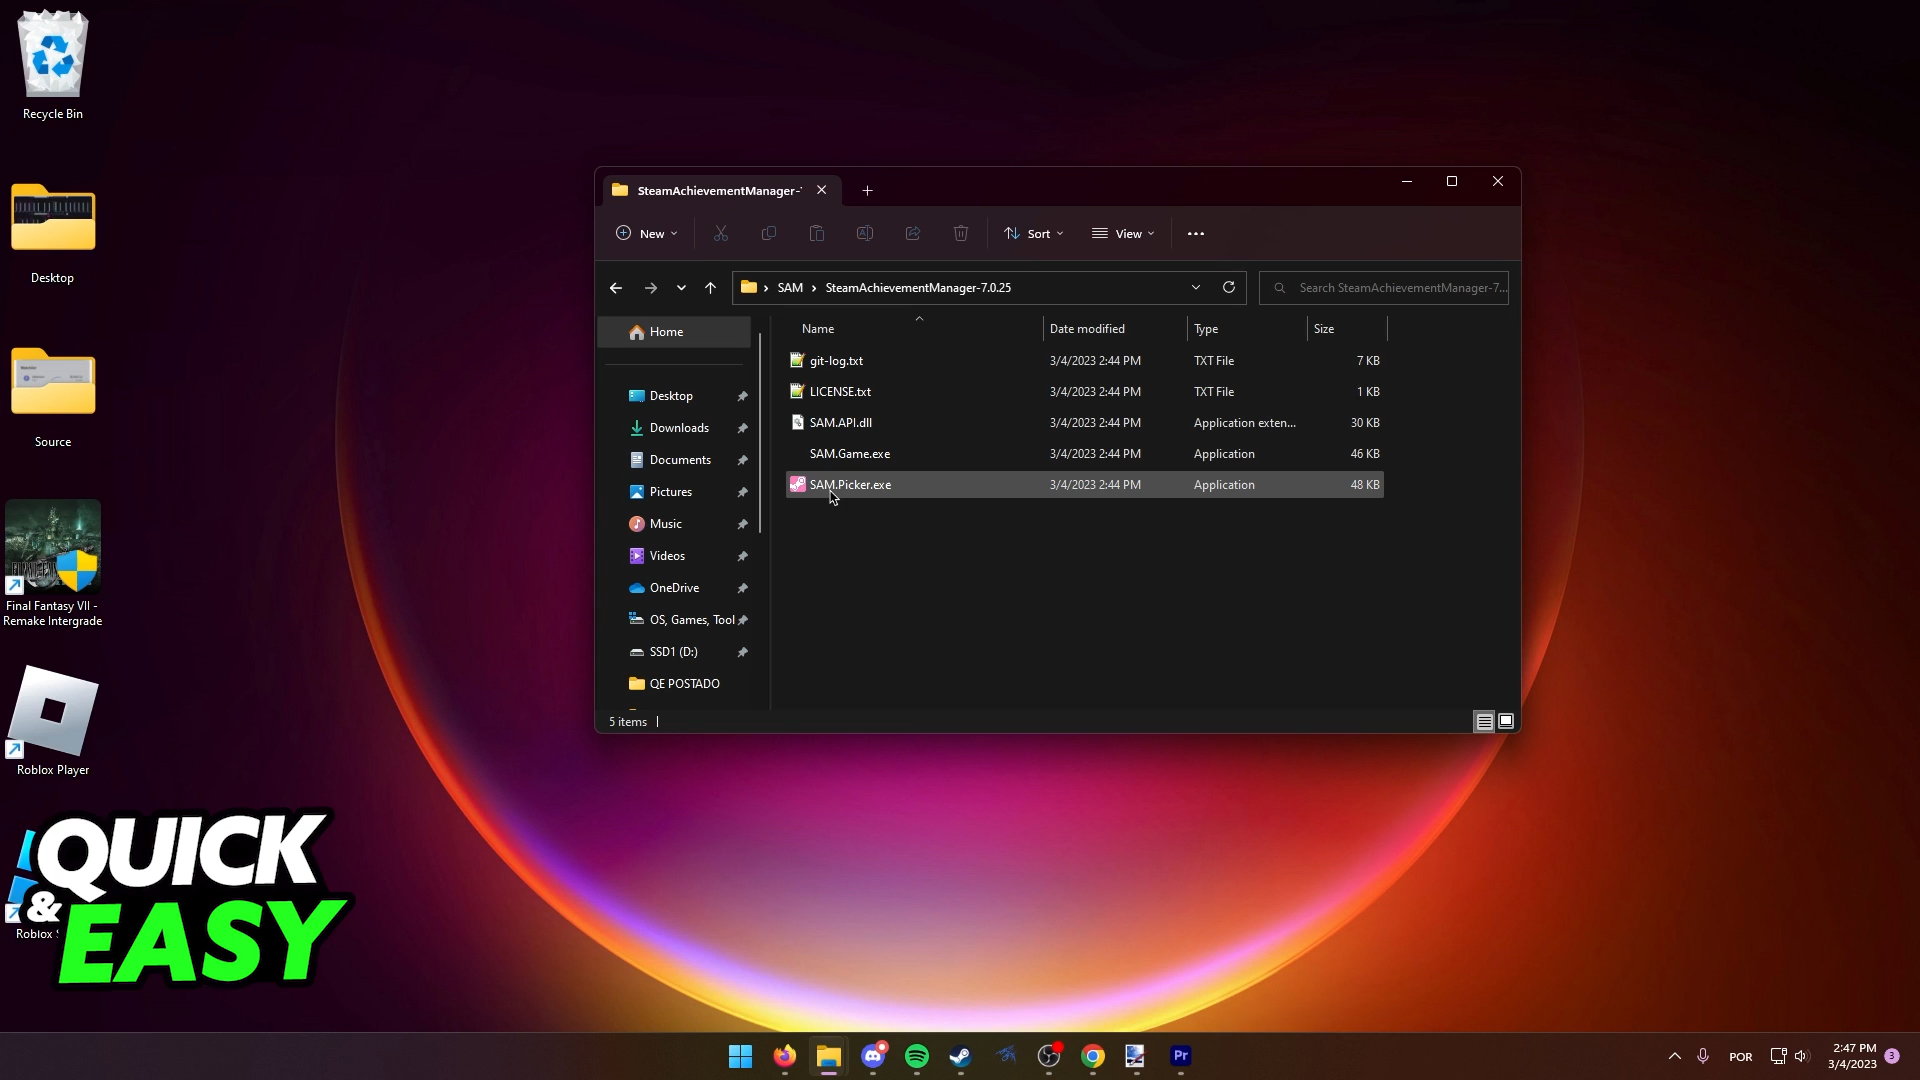 Recycle Bin
Desktop
Source
Final Fantasy VII -
Remake Intergrade
Roblox Player
Roblox S
QUICK
& EASY
SteamAchievementManager-
New
Sort
View
SAM
SteamAchievementManager-7.0.25
Search SteamAchievementManager-7...
Home
Desktop
Downloads
Documents
Pictures
Music
Videos
OneDrive
OS, Games, Tool
SSD1 (D:)
QE POSTADO
Name Date modified Type Size
git-log.txt 3/4/2023 2:44 PM TXT File 7 KB
LICENSE.txt 3/4/2023 2:44 PM TXT File 1 KB
SAM.API.dll 3/4/2023 2:44 PM Application exten... 30 KB
SAM.Game.exe 3/4/2023 2:44 PM Application 46 KB
SAM.Picker.exe 3/4/2023 2:44 PM Application 48 KB
5 items
Pr
POR
2:47 PM
3/4/2023
3